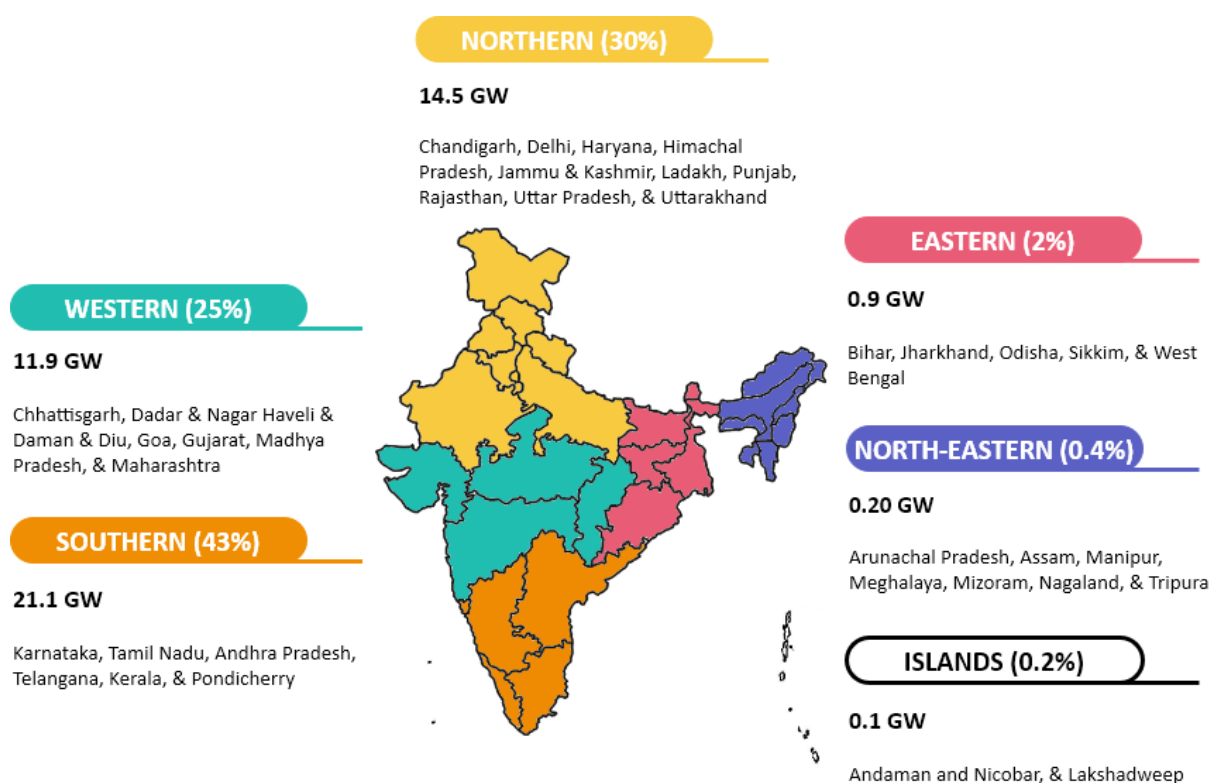 NORTHERN (30%)
14.5 GW
Chandigarh, Delhi, Haryana, Himachal
Pradesh, Jammu & Kashmir, Ladakh, Punjab,
Rajasthan, Uttar Pradesh, & Uttarakhand
WESTERN (25%)
11.9 GW
Chhattisgarh, Dadar & Nagar Haveli &
Daman & Diu, Goa, Gujarat, Madhya
Pradesh, & Maharashtra
SOUTHERN (43%)
21.1 GW
Karnataka, Tamil Nadu, Andhra Pradesh,
Telangana, Kerala, & Pondicherry
EASTERN (2%)
0.9 GW
Bihar, Jharkhand, Odisha, Sikkim, & West
Bengal
NORTH-EASTERN (0.4%)
0.20 GW
Arunachal Pradesh, Assam, Manipur,
Meghalaya, Mizoram, Nagaland, & Tripura
ISLANDS (0.2%)
0.1 GW
Andaman and Nicobar, & Lakshadweep